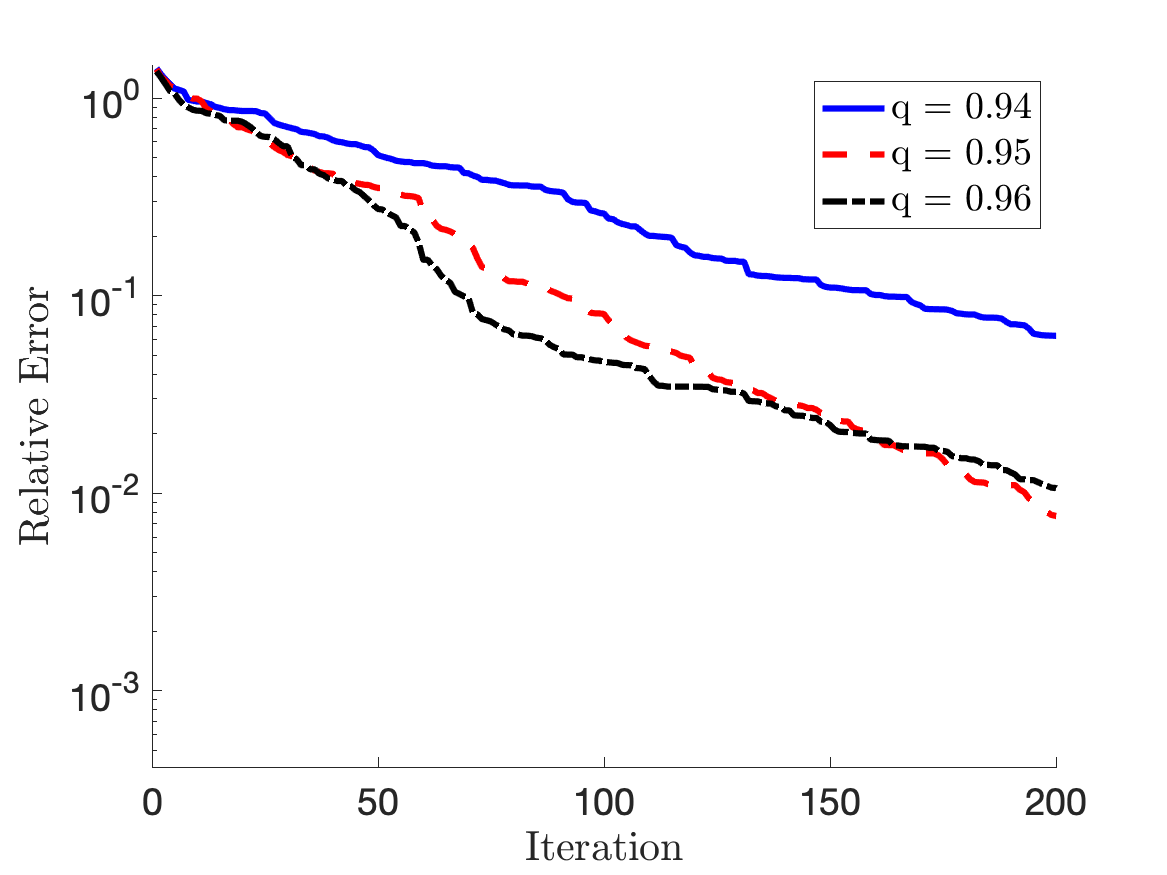 q = 0.94
q = 0.95
q = 0.96
10^0
10^-1
10^-2
10^-3
Relative Error
0 50 100 150 200
Iteration